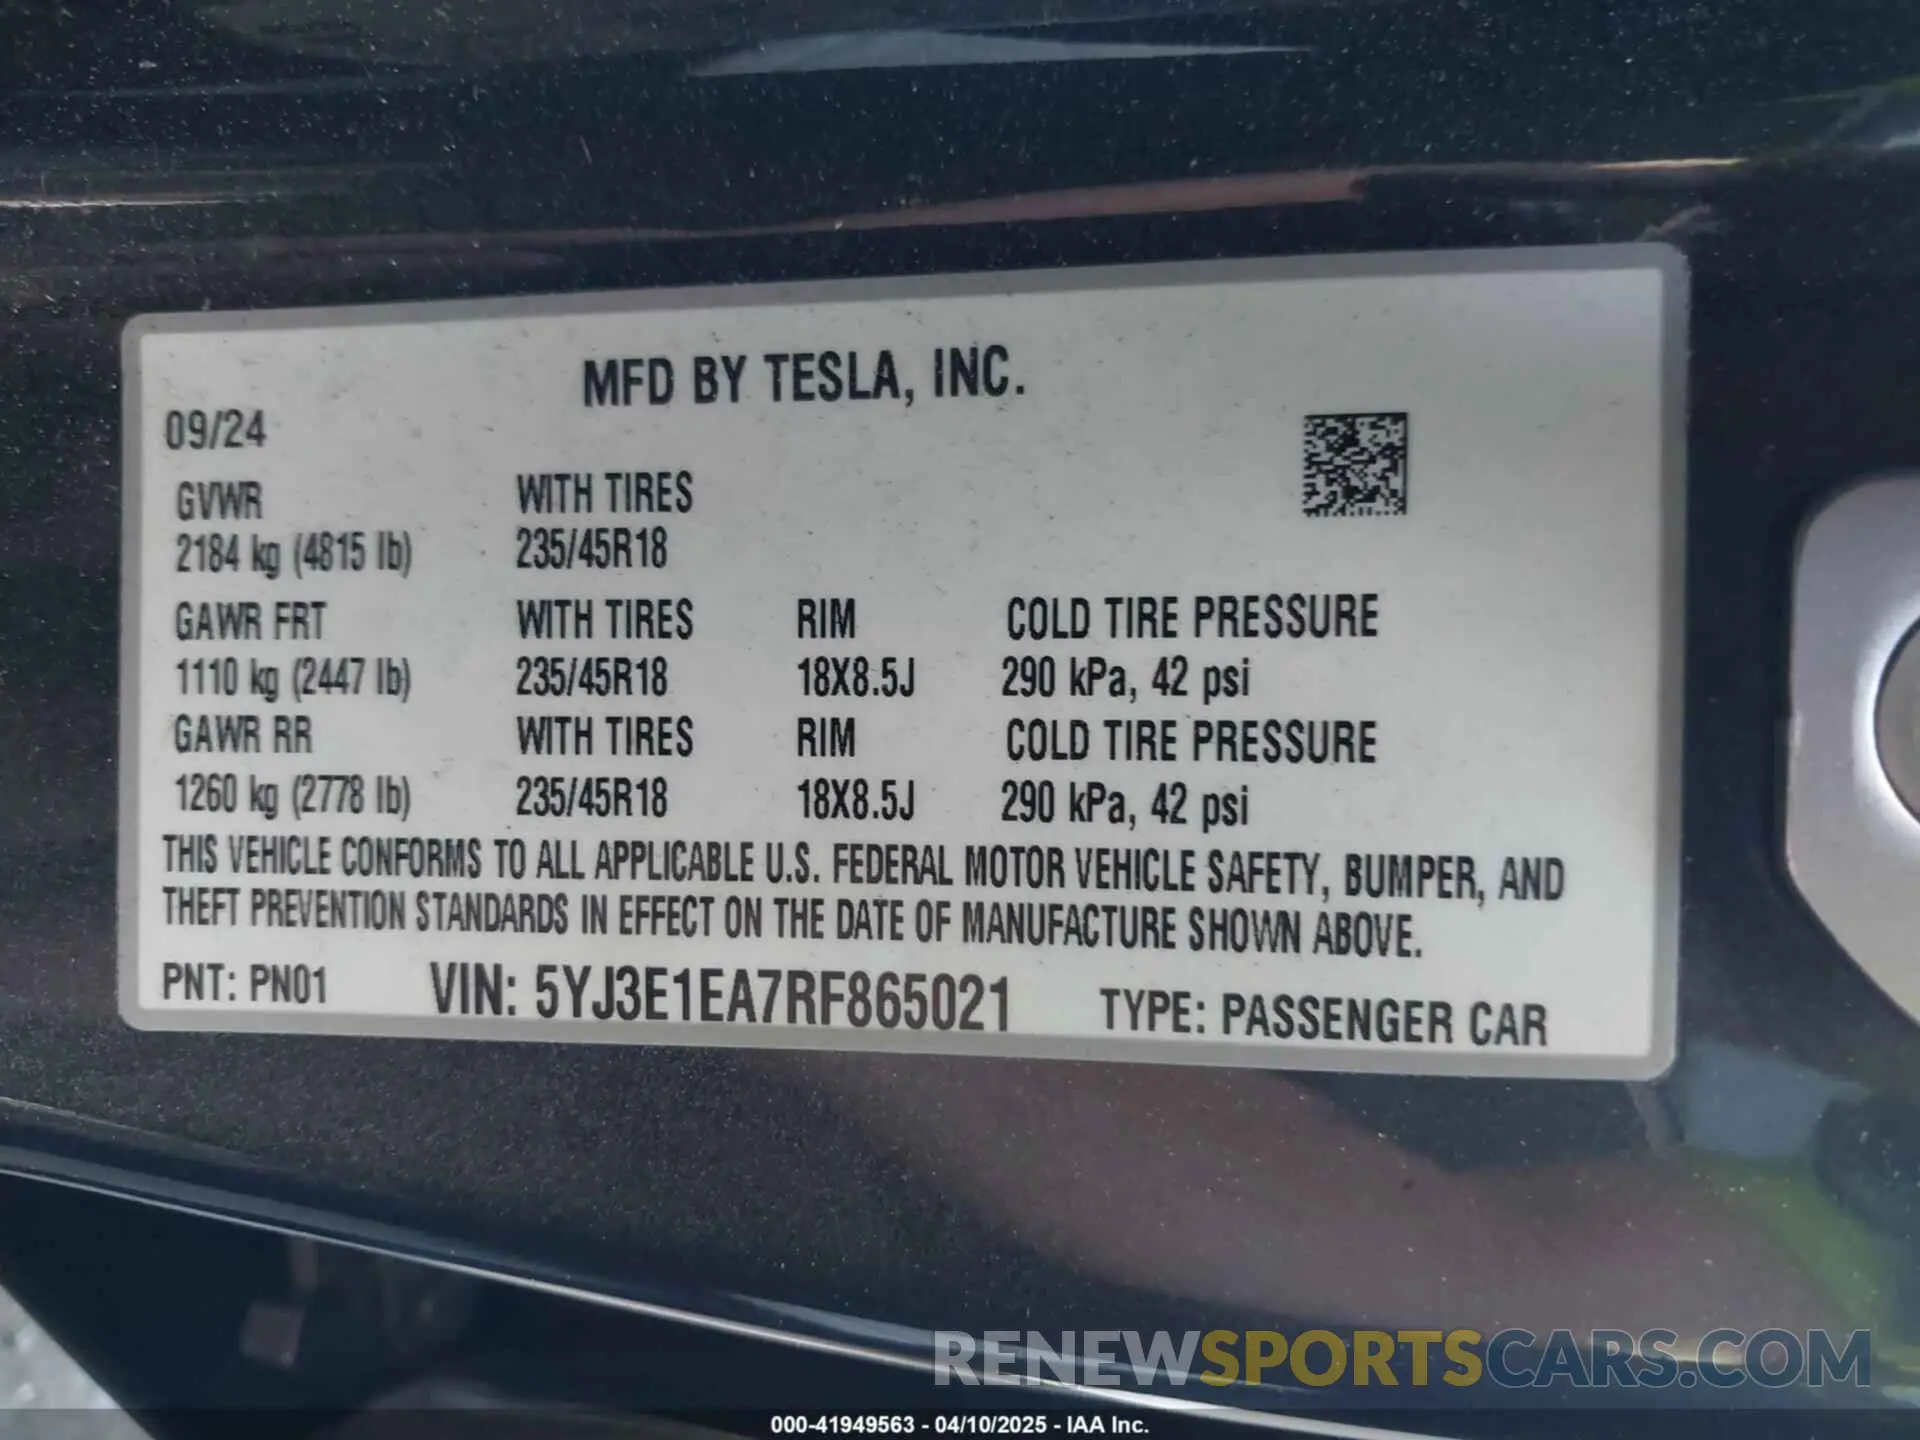 MFD BY TESLA, INC.
09/24
GVWR WITH TIRES
2184 kg (4815 lb) 235/45R18
GAWR FRT WITH TIRES RIM COLD TIRE PRESSURE
1110 kg (2447 lb) 235/45R18 18X8.5J 290 kPa, 42 psi
GAWR RR WITH TIRES RIM COLD TIRE PRESSURE
1260 kg (2778 lb) 235/45R18 18X8.5J 290 kPa, 42 psi
THIS VEHICLE CONFORMS TO ALL APPLICABLE U.S. FEDERAL MOTOR VEHICLE SAFETY, BUMPER, AND
THEFT PREVENTION STANDARDS IN EFFECT ON THE DATE OF MANUFACTURE SHOWN ABOVE.
PNT: PN01 VIN: 5YJ3E1EA7RF865021 TYPE: PASSENGER CAR
RENEWSPORTSCARS.COM
000-41949563 - 04/10/2025 - IAA Inc.